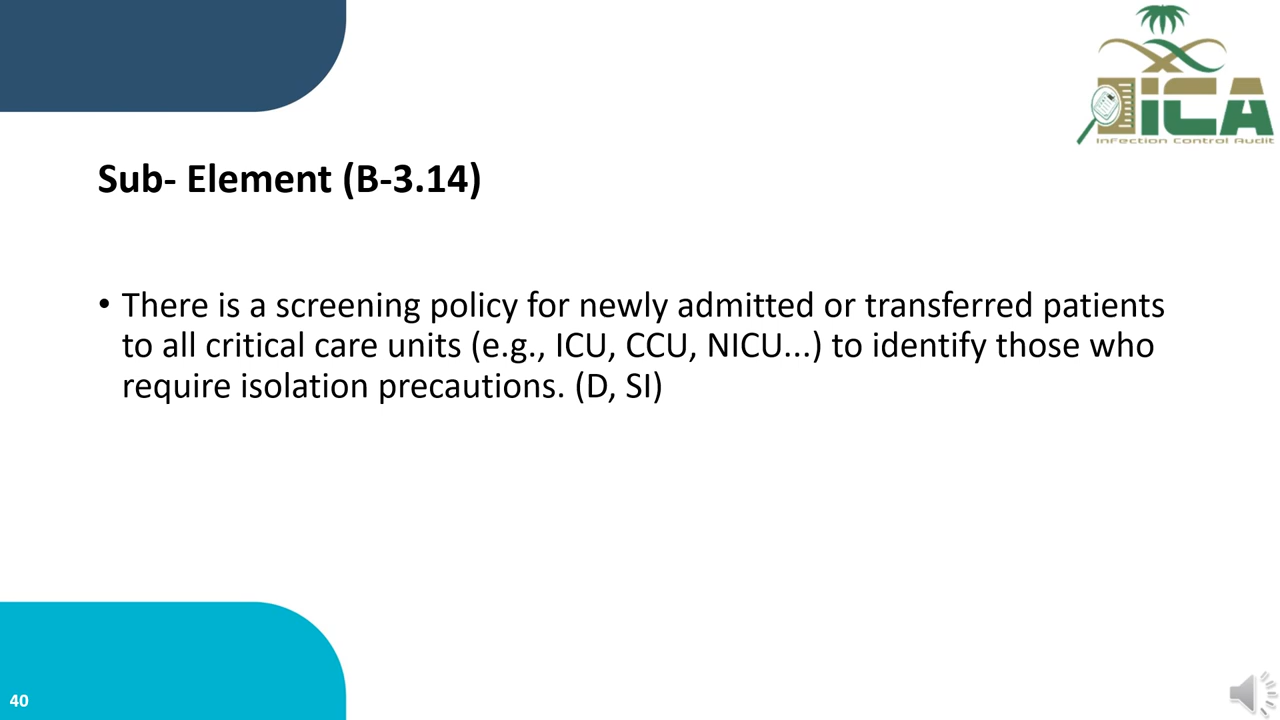 iCA
Infection Control Audit
Sub- Element (B-3.14)
• There is a screening policy for newly admitted or transferred patients
to all critical care units (e.g., ICU, CCU, NICU...) to identify those who
require isolation precautions. (D, SI)
40